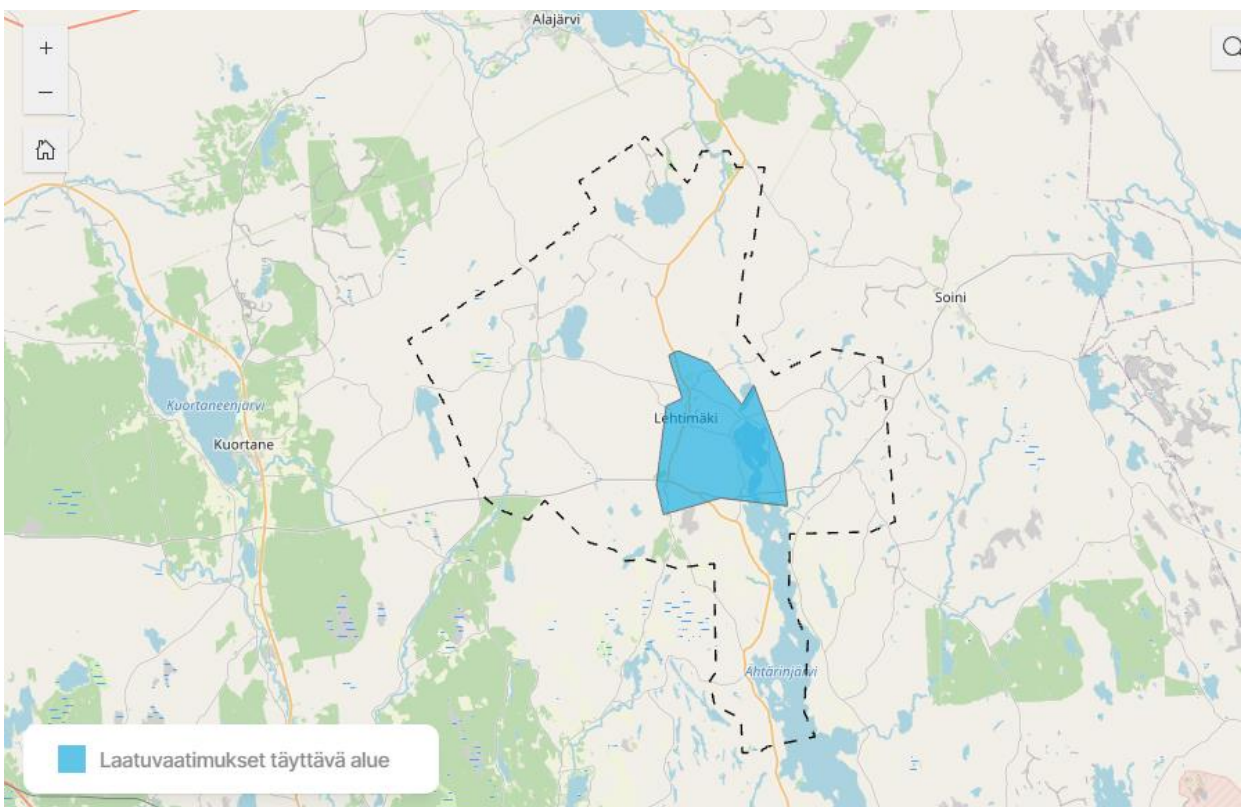 Alajärvi
+
−
Soini
Kuortaneenjärvi
Lehtimäki
Kuortane
Ähtärinjärvi
Laatuvaatimukset täyttävä alue